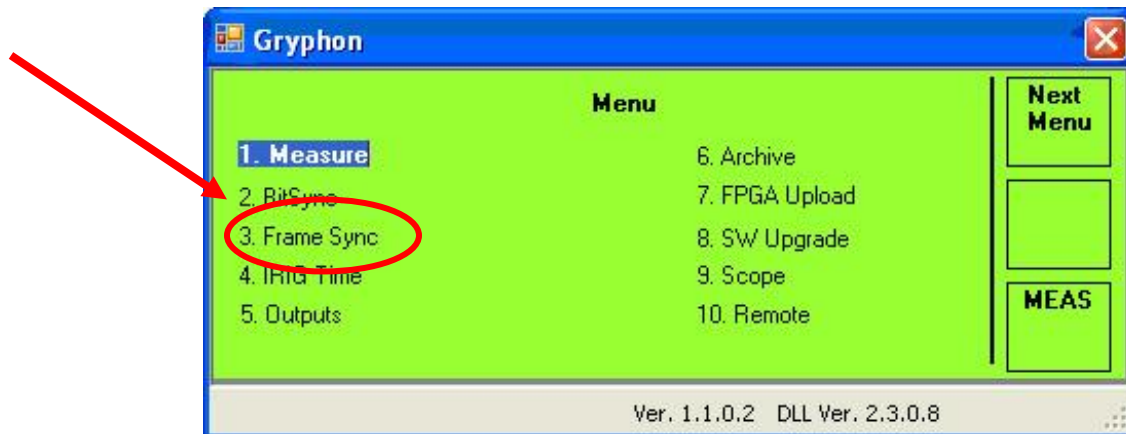 Gryphon
Menu
1. Measure
2. BitSync
3. Frame Sync
4. IRIG Time
5. Outputs
6. Archive
7. FPGA Upload
8. SW Upgrade
9. Scope
10. Remote
Next
Menu
MEAS
Ver. 1.1.0.2 DLL Ver. 2.3.0.8